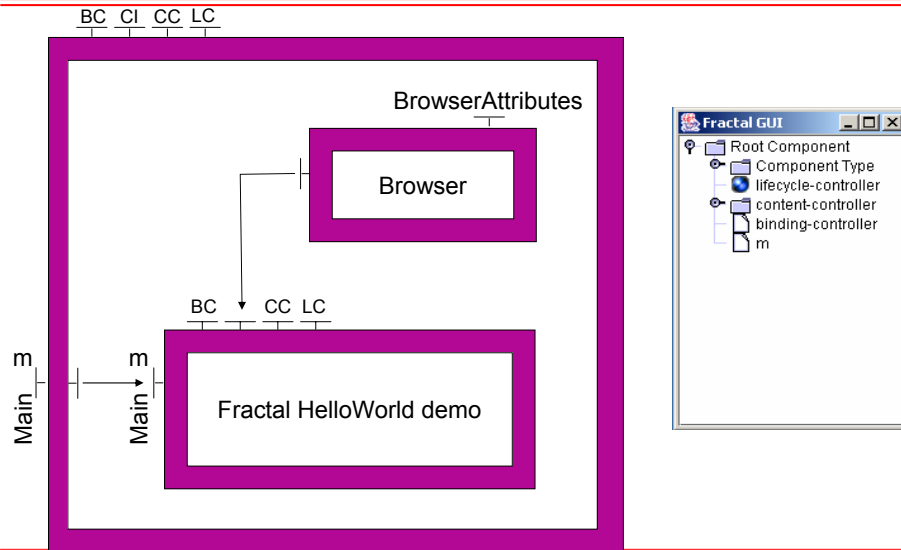 BC CI CC LC
BrowserAttributes
Browser
BC CC LC
m
Main
m
Main
Fractal HelloWorld demo
Fractal GUI
Root Component
Component Type
lifecycle-controller
content-controller
binding-controller
m